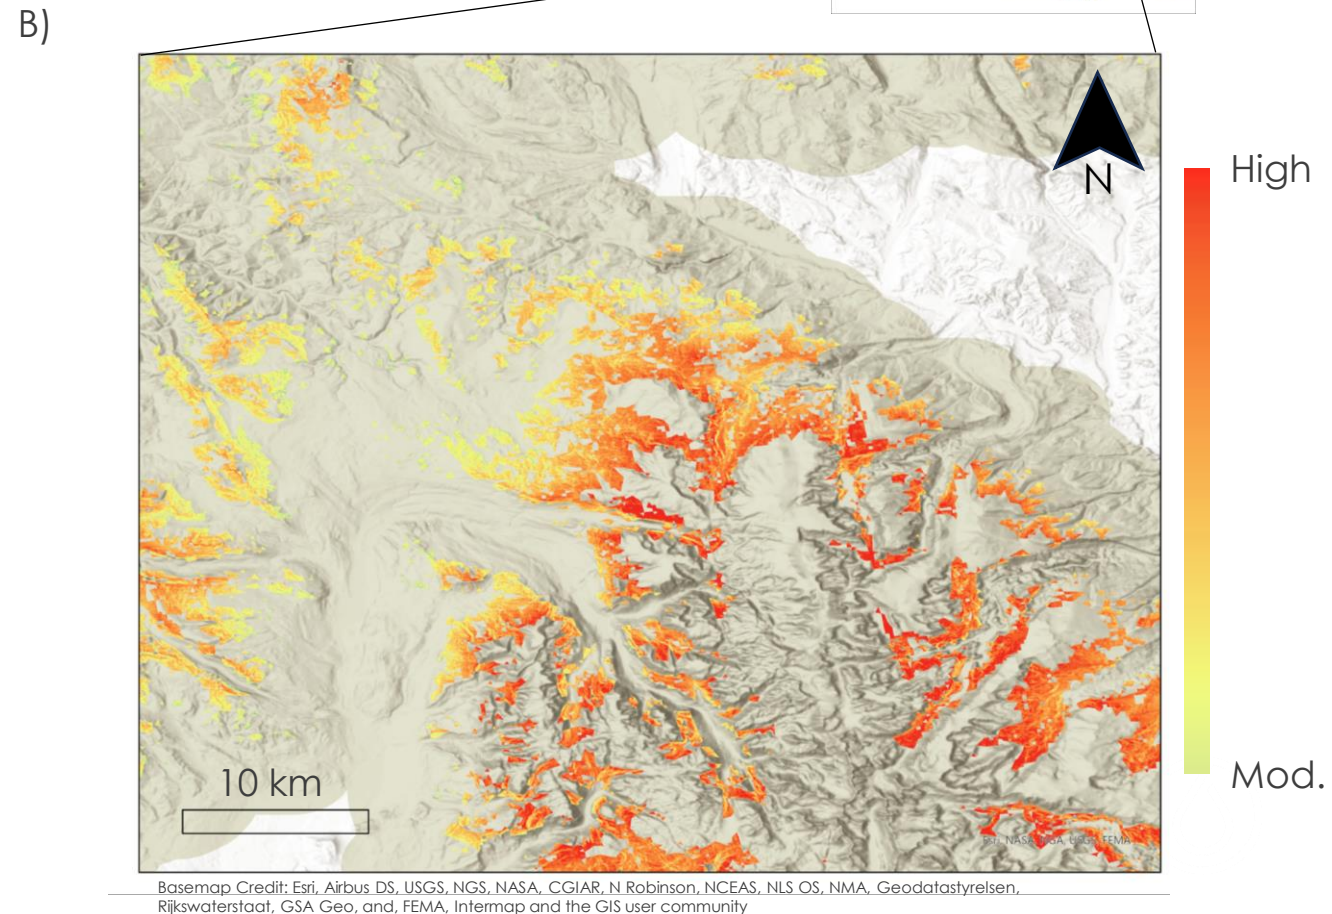 B)
N
High
10 km
Mod.
Basemap Credit: Esri, Airbus DS, USGS, NGS, NASA, CGIAR, N Robinson, NCEAS, NLS OS, NMA, Geodatastyrelsen,
Rijkswaterstaat, GSA Geo, and, FEMA, Intermap and the GIS user community